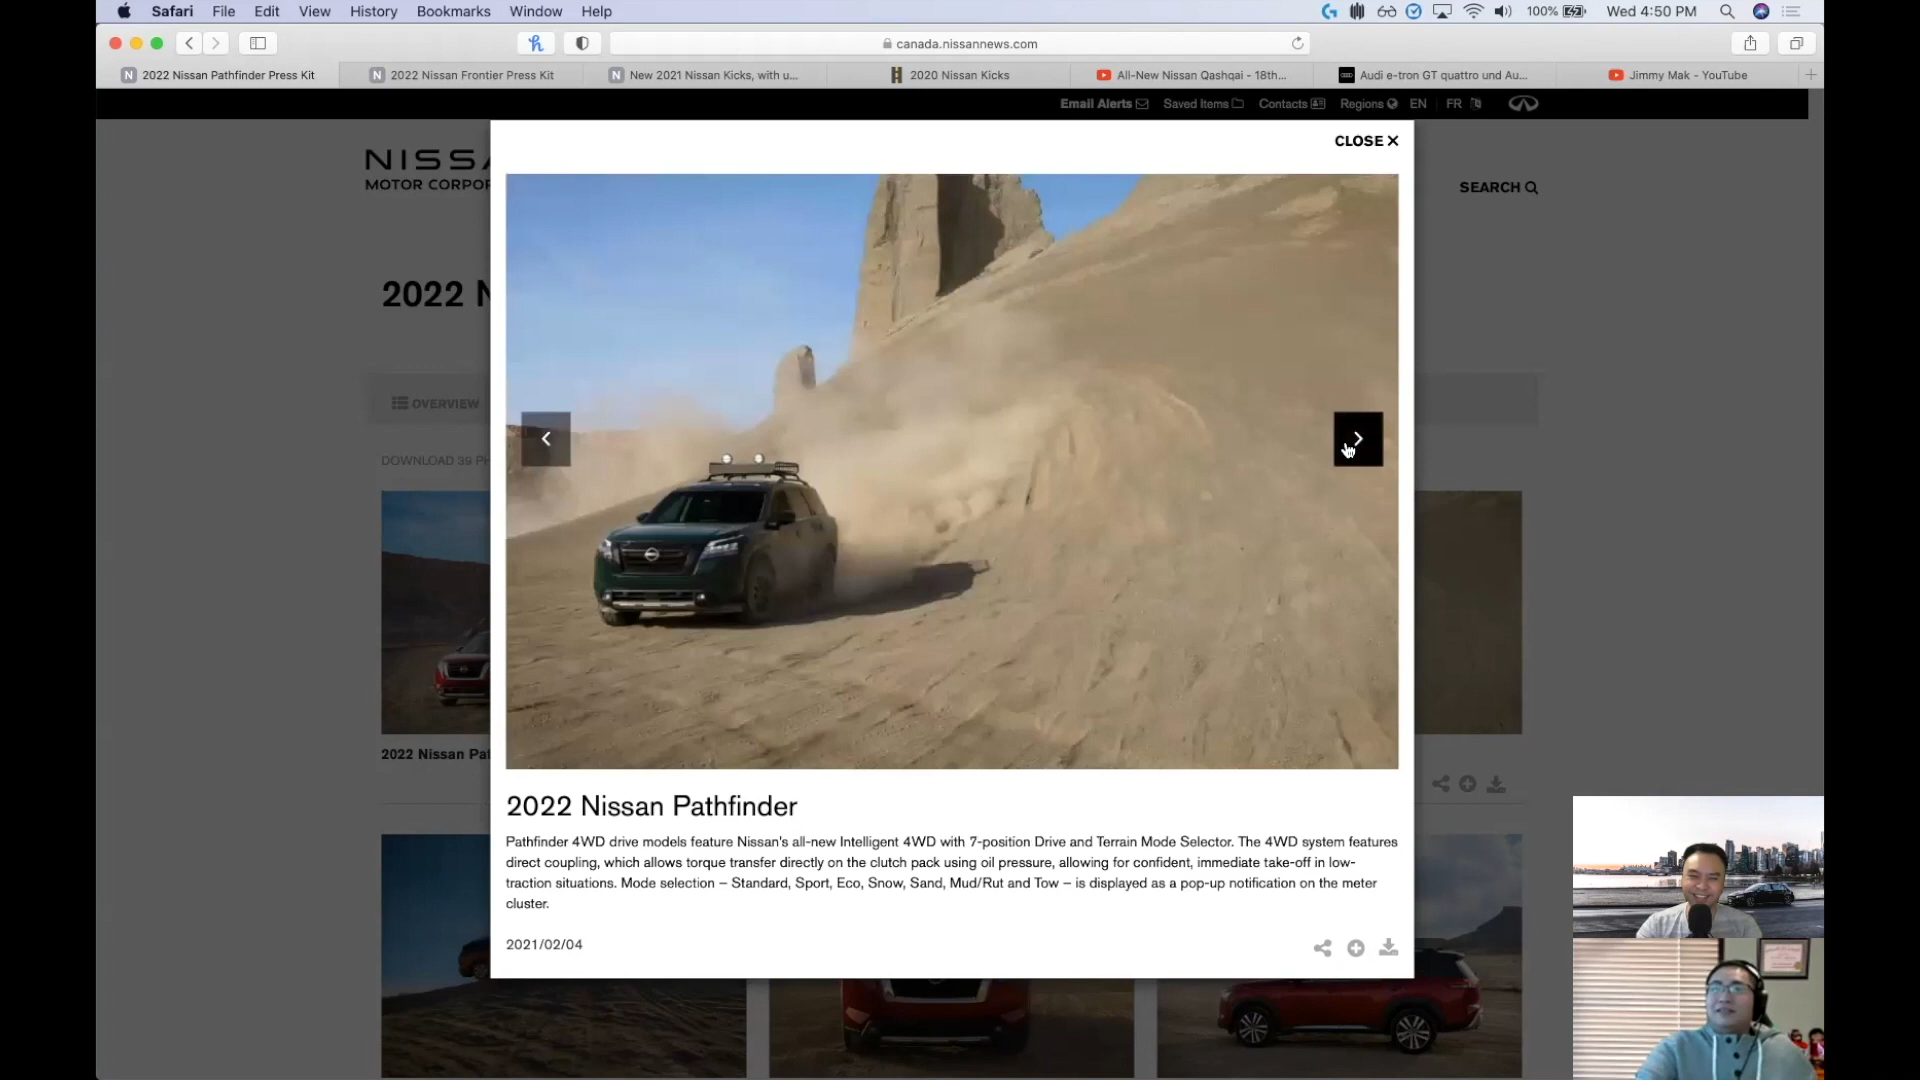 Safari File Edit View History Bookmarks Window Help 100% Wed 4:50 PM
canada.nissannews.com
2022 Nissan Pathfinder Press Kit 2022 Nissan Frontier Press Kit New 2021 Nissan Kicks, with u... 2020 Nissan Kicks All-New Nissan Qashqai - 18th... Audi e-tron GT quattro und Au... Jimmy Mak - YouTube
Email Alerts Saved Items Contacts Regions EN FR
CLOSE
NISSA
MOTOR CORPOR
SEARCH
2022 N
OVERVIEW
DOWNLOAD 39 PH
2022 Nissan Pat
2022 Nissan Pathfinder
Pathfinder 4WD drive models feature Nissan's all-new Intelligent 4WD with 7-position Drive and Terrain Mode Selector. The 4WD system features
direct coupling, which allows torque transfer directly on the clutch pack using oil pressure, allowing for confident, immediate take-off in low-
traction situations. Mode selection – Standard, Sport, Eco, Snow, Sand, Mud/Rut and Tow – is displayed as a pop-up notification on the meter
cluster.
2021/02/04